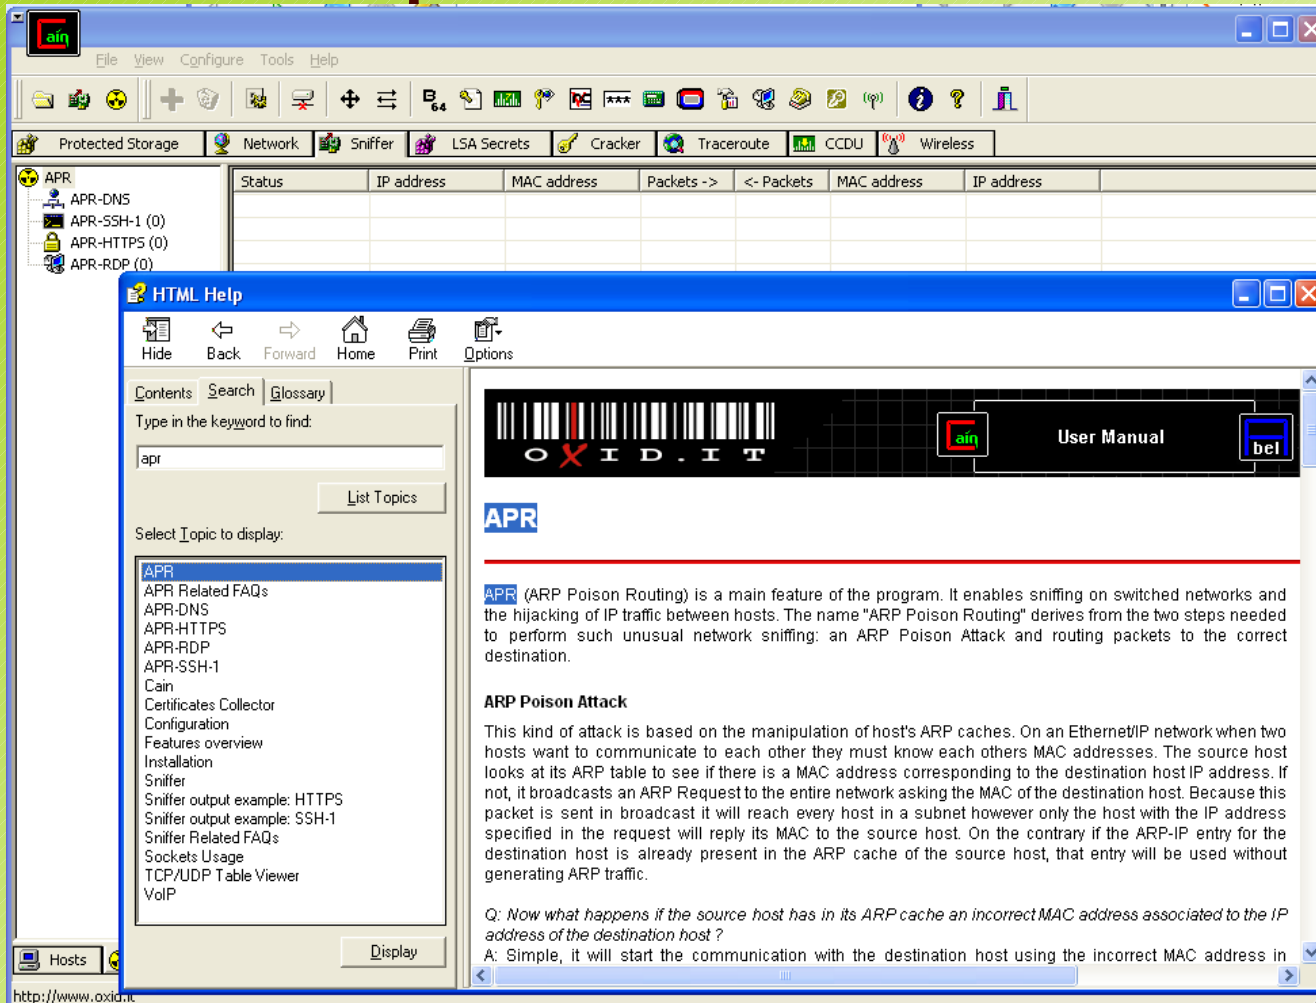 Cain
File View Configure Tools Help
B64
Protected Storage Network Sniffer LSA Secrets Cracker Traceroute CCDU Wireless
APR
APR-DNS
APR-SSH-1 (0)
APR-HTTPS (0)
APR-RDP (0)
Status IP address MAC address Packets -> <- Packets MAC address IP address
HTML Help
Hide Back Forward Home Print Options
Contents Search Glossary
Type in the keyword to find:
apr
List Topics
Select Topic to display:
APR
APR Related FAQs
APR-DNS
APR-HTTPS
APR-RDP
APR-SSH-1
Cain
Certificates Collector
Configuration
Features overview
Installation
Sniffer
Sniffer output example: HTTPS
Sniffer output example: SSH-1
Sniffer Related FAQs
Sockets Usage
TCP/UDP Table Viewer
VoIP
Display
OXID.IT
Cain
User Manual
Abel
APR
APR (ARP Poison Routing) is a main feature of the program. It enables sniffing on switched networks and
the hijacking of IP traffic between hosts. The name "ARP Poison Routing" derives from the two steps needed
to perform such unusual network sniffing: an ARP Poison Attack and routing packets to the correct
destination.
ARP Poison Attack
This kind of attack is based on the manipulation of host's ARP caches. On an Ethernet/IP network when two
hosts want to communicate to each other they must know each others MAC addresses. The source host
looks at its ARP table to see if there is a MAC address corresponding to the destination host IP address. If
not, it broadcasts an ARP Request to the entire network asking the MAC of the destination host. Because this
packet is sent in broadcast it will reach every host in a subnet however only the host with the IP address
specified in the request will reply its MAC to the source host. On the contrary if the ARP-IP entry for the
destination host is already present in the ARP cache of the source host, that entry will be used without
generating ARP traffic.
Q: Now what happens if the source host has in its ARP cache an incorrect MAC address associated to the IP
address of the destination host ?
A: Simple, it will start the communication with the destination host using the incorrect MAC address in
Hosts
http://www.oxid.it